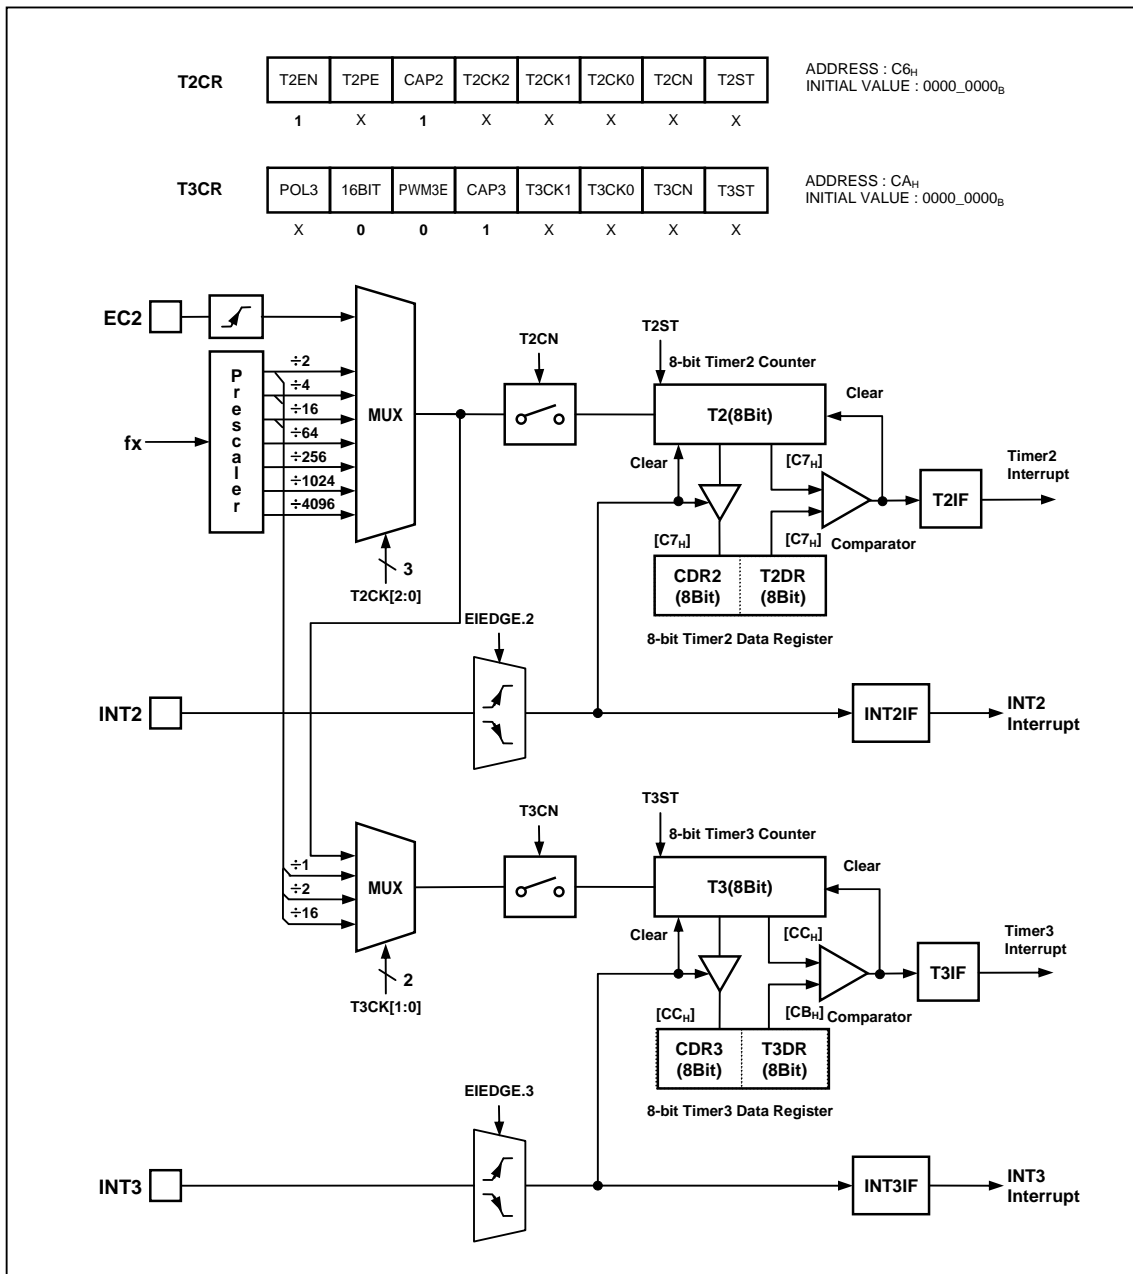 T2CR T2EN T2PE CAP2 T2CK2 T2CK1 T2CK0 T2CN T2ST ADDRESS : C6H
INITIAL VALUE : 0000_0000B
1 X 1 X X X X X
T3CR POL3 16BIT PWM3E CAP3 T3CK1 T3CK0 T3CN T3ST ADDRESS : CAH
INITIAL VALUE : 0000_0000B
X 0 0 1 X X X X
EC2
fx
Prescaler
÷2
÷4
÷16
÷64
÷256
÷1024
÷4096
MUX
3
T2CK[2:0]
T2CN
T2ST
8-bit Timer2 Counter
T2(8Bit)
Clear
Clear
[C7H]
[C7H]
[C7H]
Comparator
T2IF
Timer2
Interrupt
CDR2
(8Bit)
T2DR
(8Bit)
8-bit Timer2 Data Register
EIEDGE.2
INT2
INT2IF
INT2
Interrupt
÷1
÷2
÷16
MUX
2
T3CK[1:0]
T3CN
T3ST
8-bit Timer3 Counter
T3(8Bit)
Clear
Clear
[CCH]
[CCH]
[CBH]
Comparator
T3IF
Timer3
Interrupt
CDR3
(8Bit)
T3DR
(8Bit)
8-bit Timer3 Data Register
EIEDGE.3
INT3
INT3IF
INT3
Interrupt